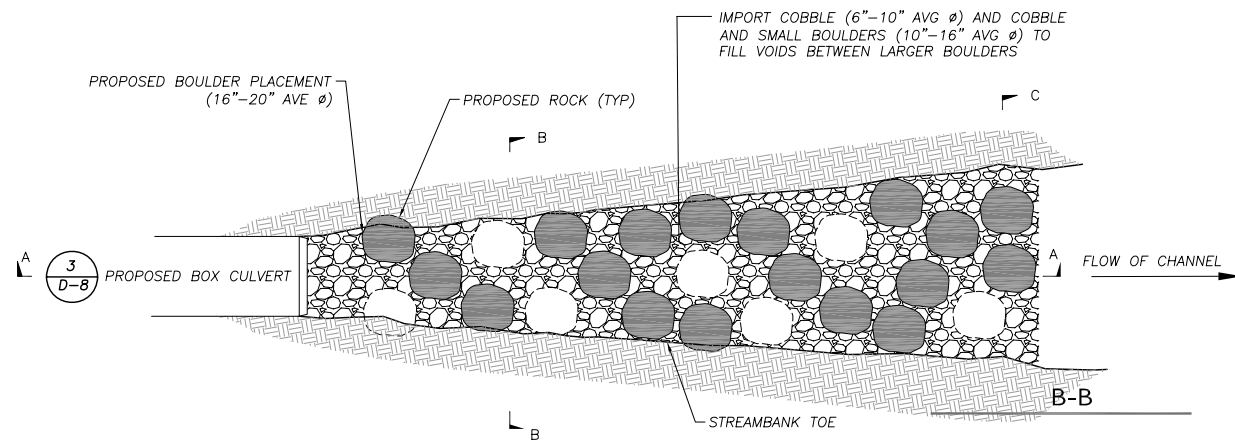 IMPORT COBBLE (6"-10" AVG ø) AND COBBLE
AND SMALL BOULDERS (10"-16" AVG ø) TO
FILL VOIDS BETWEEN LARGER BOULDERS
PROPOSED BOULDER PLACEMENT
(16"-20" AVE ø)
PROPOSED ROCK (TYP)
C
B
A
3
D-8
PROPOSED BOX CULVERT
A
FLOW OF CHANNEL
B-B
STREAMBANK TOE
B